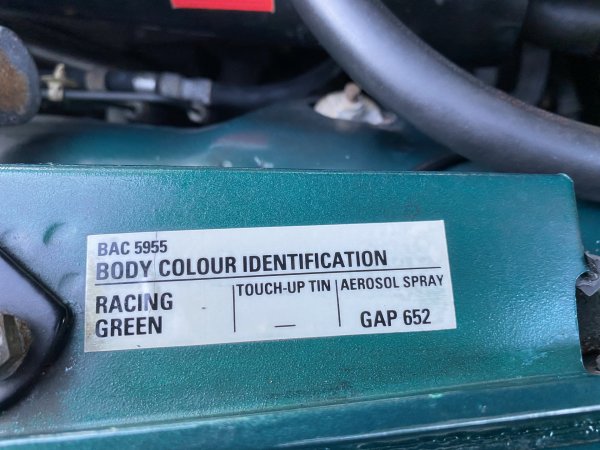 BAC 5955
BODY COLOUR IDENTIFICATION
RACING GREEN
TOUCH-UP TIN
—
AEROSOL SPRAY
GAP 652